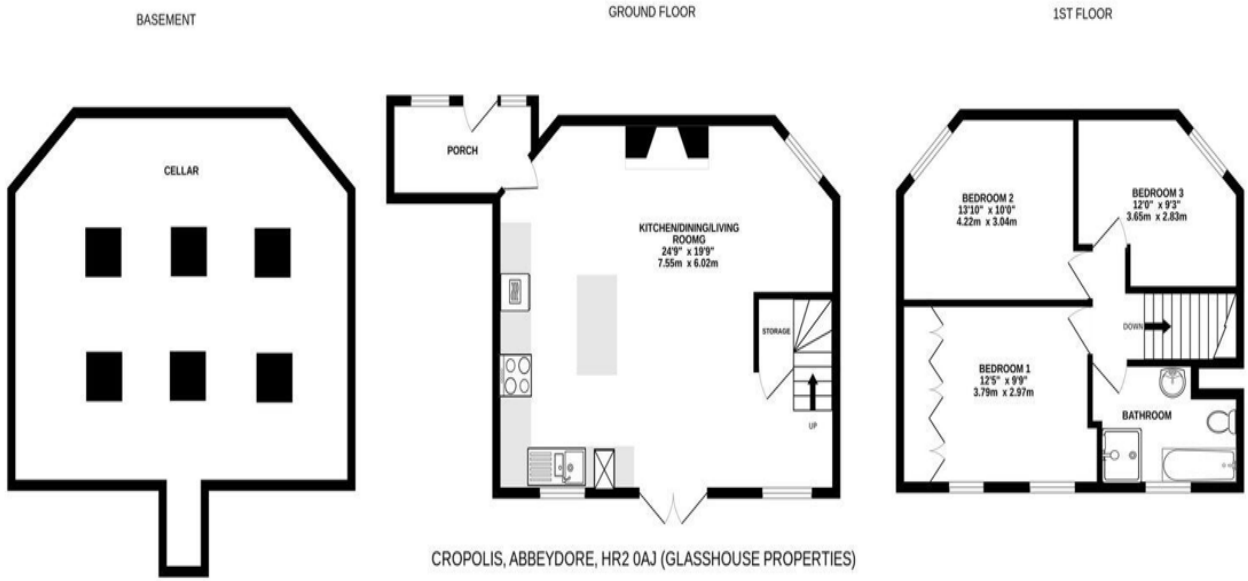 BASEMENT
CELLAR
GROUND FLOOR
PORCH
KITCHEN/DINING/LIVING
ROOMG
24'9" x 19'9"
7.55m x 6.02m
STORAGE
UP
1ST FLOOR
BEDROOM 2
13'10" x 10'0"
4.22m x 3.04m
BEDROOM 3
12'0" x 9'3"
3.65m x 2.83m
DOWN
BEDROOM 1
12'5" x 9'9"
3.79m x 2.97m
BATHROOM
CROPOLIS, ABBEYDORE, HR2 0AJ (GLASSHOUSE PROPERTIES)